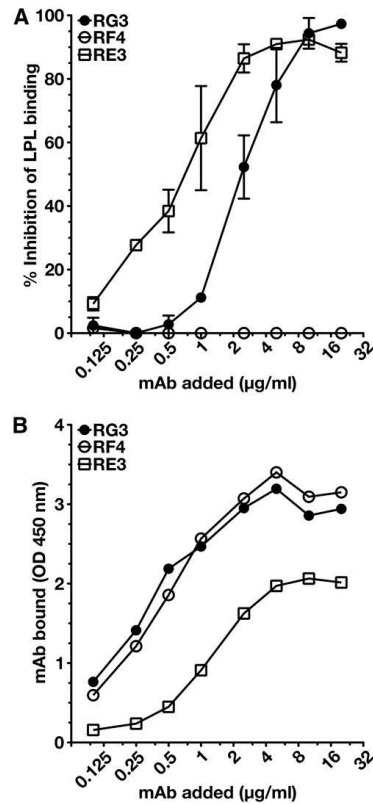 A
RG3
RF4
RE3
% Inhibition of LPL binding
100
80
60
40
20
0
0.125 0.25 0.5 1 2 4 8 16 32
mAb added (µg/ml)
B
RG3
RF4
RE3
mAb bound (OD 450 nm)
4
3
2
1
0
0.125 0.25 0.5 1 2 4 8 16 32
mAb added (µg/ml)